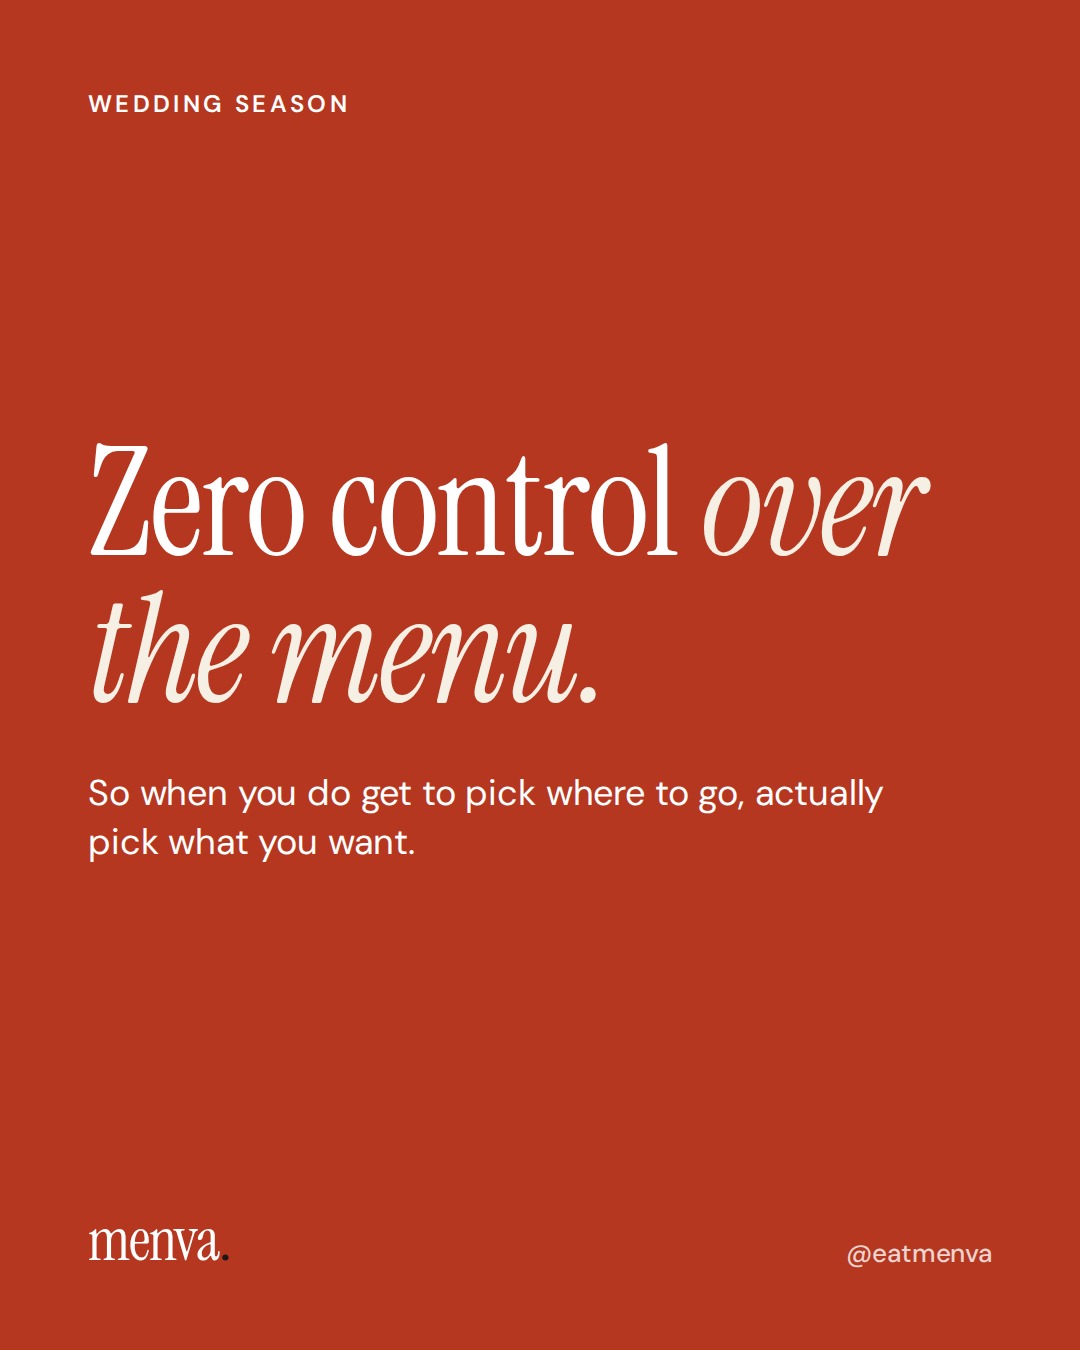 WEDDING SEASON
Zero control over
the menu.
So when you do get to pick where to go, actually
pick what you want.
menva.
@eatmenva